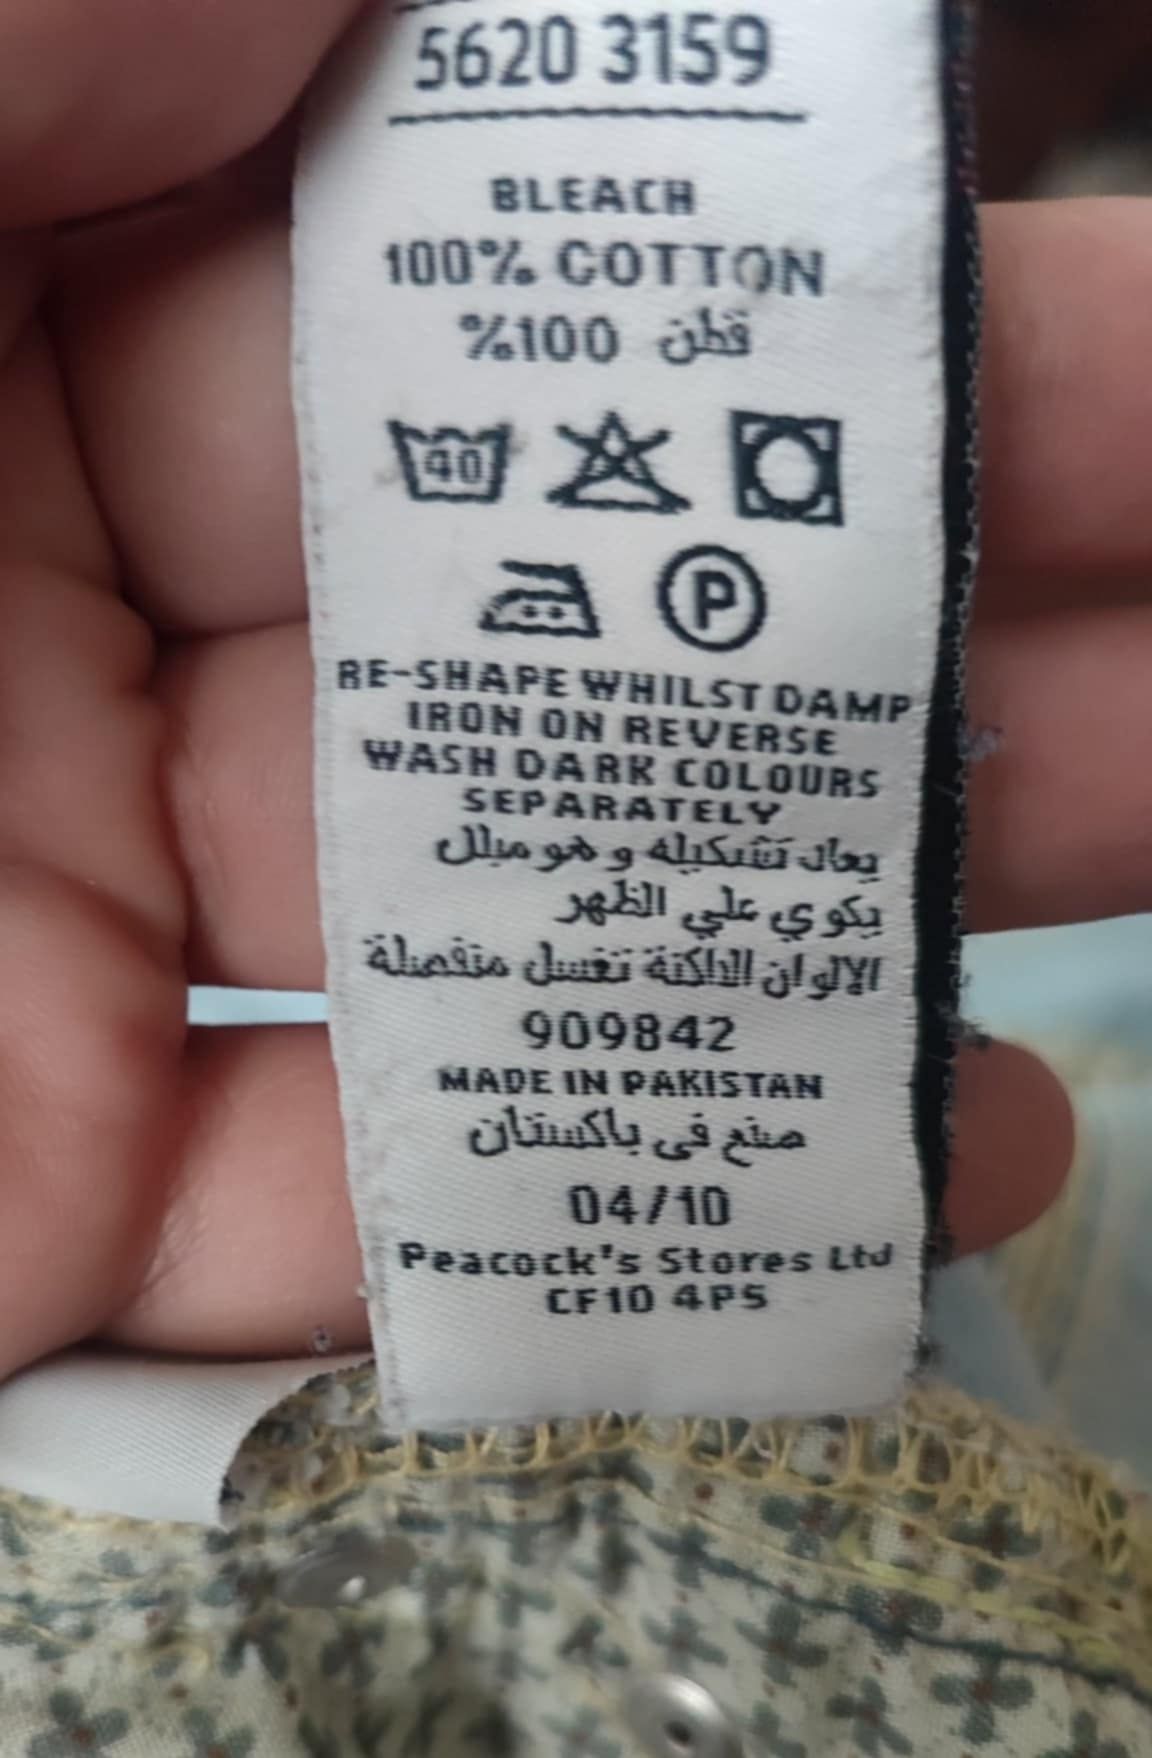 5620 3159
BLEACH
100% COTTON
%100 قطن
40
P
RE-SHAPE WHILST DAMP
IRON ON REVERSE
WASH DARK COLOURS
SEPARATELY
يعاد تشكيله و هو مبلل
يكوي علي الظهر
الالوان الداكنة تغسل منفصلة
909842
MADE IN PAKISTAN
صنع فى باكستان
04/10
Peacock's Stores Ltd
CF10 4PS